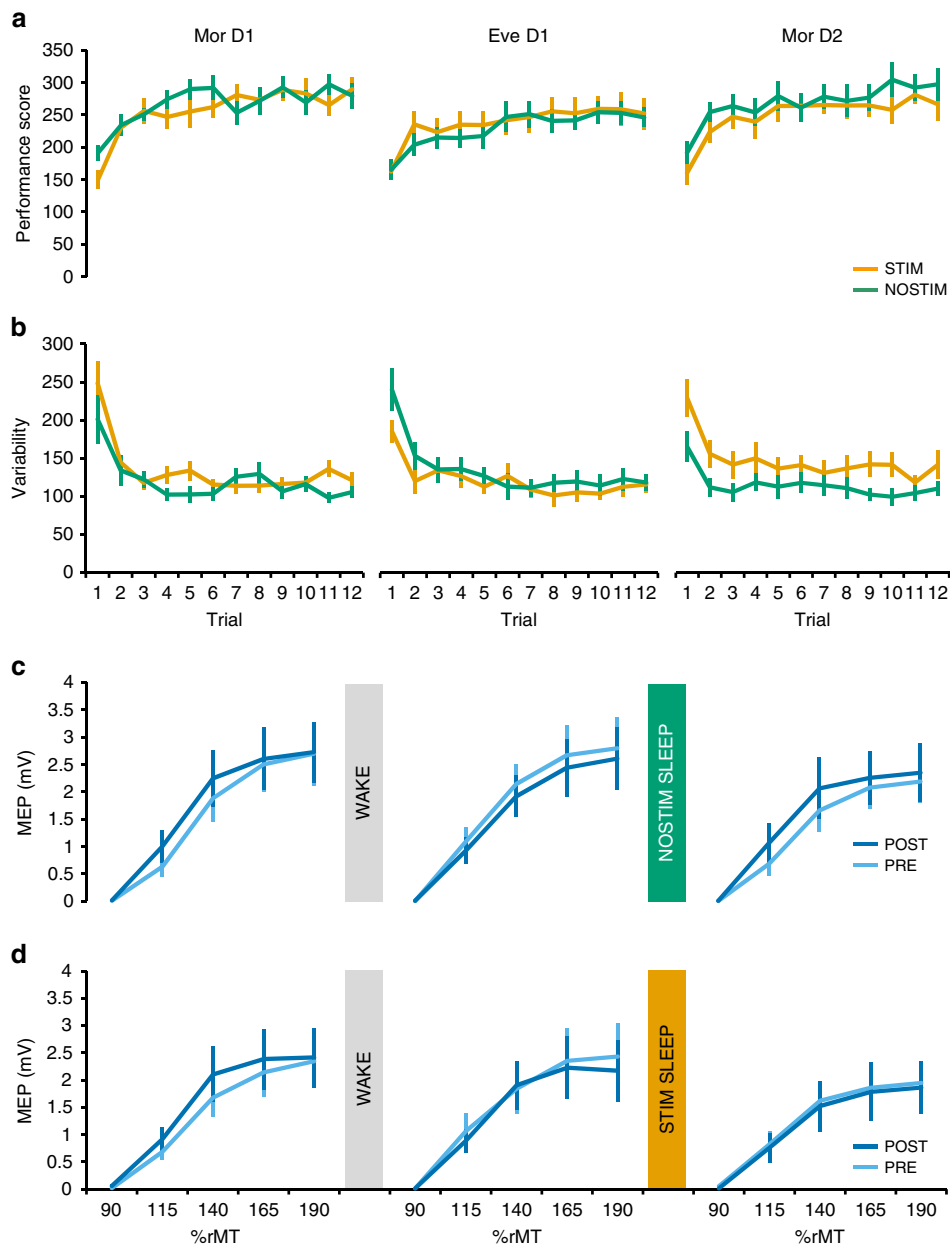 a
Mor D1
Eve D1
Mor D2
Performance score
350
300
250
200
150
100
50
0
STIM
NOSTIM
b
Variability
300
250
200
150
100
50
0
1 2 3 4 5 6 7 8 9 10 11 12
1 2 3 4 5 6 7 8 9 10 11 12
1 2 3 4 5 6 7 8 9 10 11 12
Trial
Trial
Trial
c
MEP (mV)
4
3.5
3
2.5
2
1.5
1
0.5
0
WAKE
NOSTIM SLEEP
POST
PRE
d
MEP (mV)
4
3.5
3
2.5
2
1.5
1
0.5
0
WAKE
STIM SLEEP
POST
PRE
90 115 140 165 190
90 115 140 165 190
90 115 140 165 190
%rMT
%rMT
%rMT